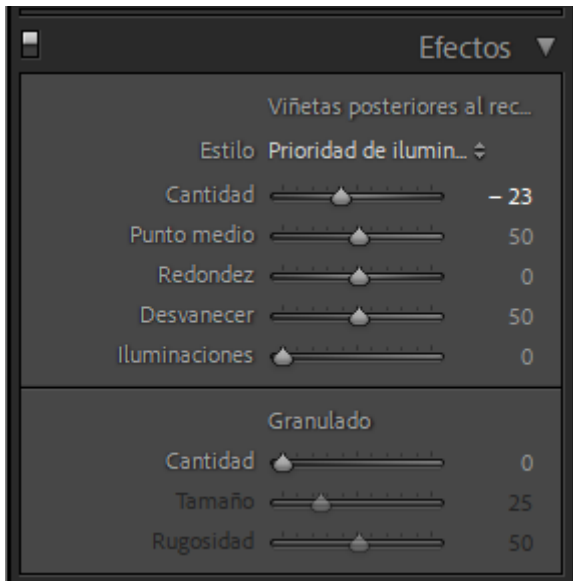 Efectos
Viñetas posteriores al rec...
Estilo Prioridad de ilumin...
Cantidad – 23
Punto medio 50
Redondez 0
Desvanecer 50
Iluminaciones 0
Granulado
Cantidad 0
Tamaño 25
Rugosidad 50